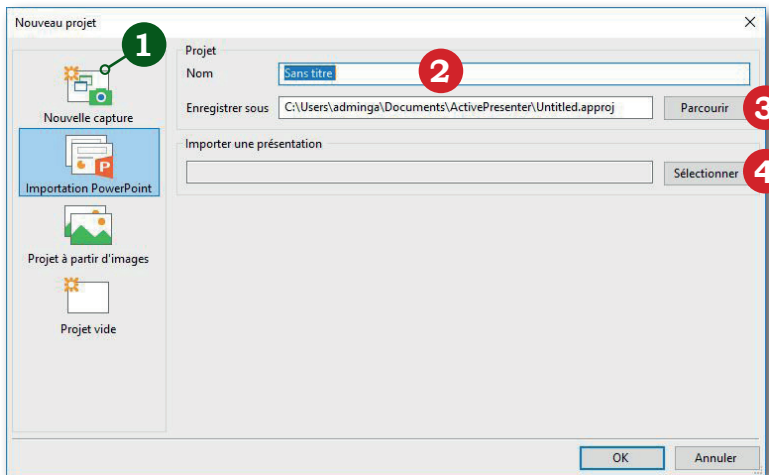 Nouveau projet
1
Nouvelle capture
Importation PowerPoint
Projet à partir d'images
Projet vide
Projet
Nom
Sans titre
2
Enregistrer sous
C:\Users\adminga\Documents\ActivePresenter\Untitled.approj
Parcourir
3
Importer une présentation
Sélectionner
4
OK
Annuler